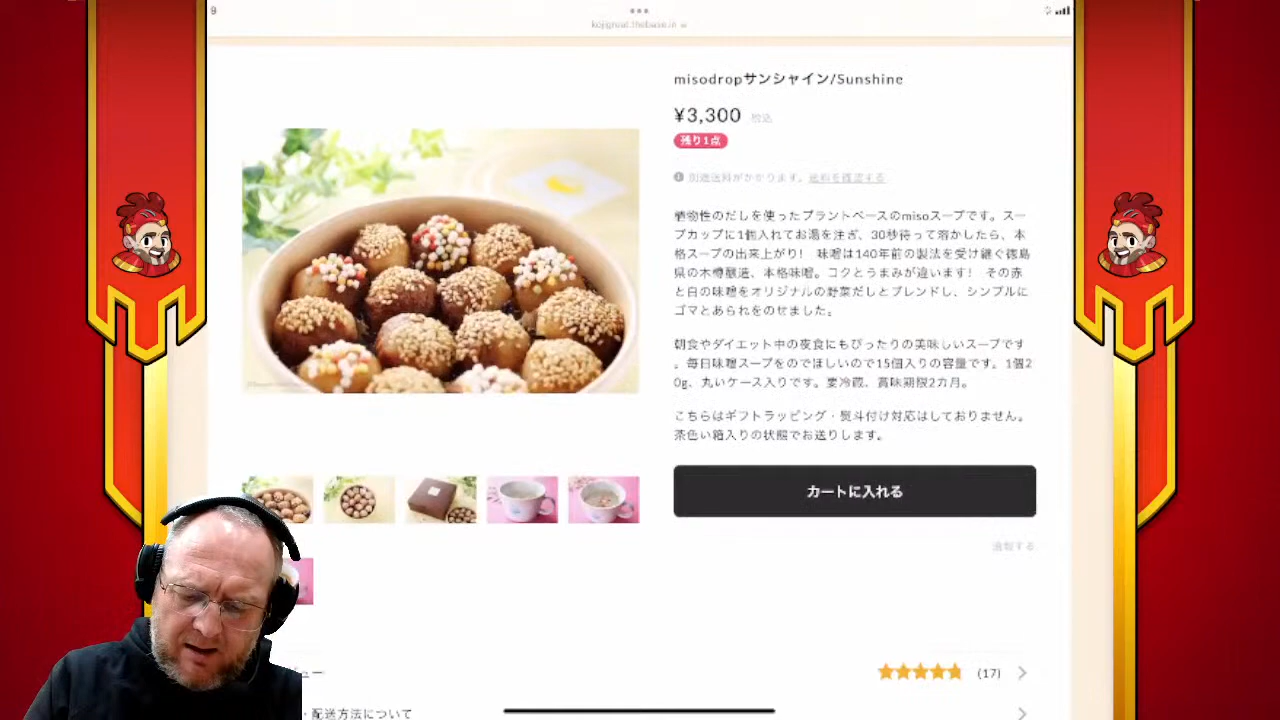 9
kojigreat.thebase.in
misodropサンシャイン/Sunshine
¥3,300 税込
残り1点
別途送料がかかります。送料を確認する
植物性のだしを使ったプラントベースのmisoスープです。スー
プカップに1個入れてお湯を注ぎ、30秒待って溶かしたら、本
格スープの出来上がり! 味噌は140年前の製法を受け継ぐ徳島
県の木樽醸造、本格味噌。コクとうまみが違います! その赤
と白の味噌をオリジナルの野菜だしとブレンドし、シンプルに
ゴマとあられをのせました。
朝食やダイエット中の夜食にもぴったりの美味しいスープです
。毎日味噌スープをのでほしいので15個入りの容量です。1個2
0g、丸いケース入りです。要冷蔵、賞味期限2カ月。
こちらはギフトラッピング・熨斗付け対応はしておりません。
茶色い箱入りの状態でお送りします。
カートに入れる
通報する
ュー
(17)
・配送方法について